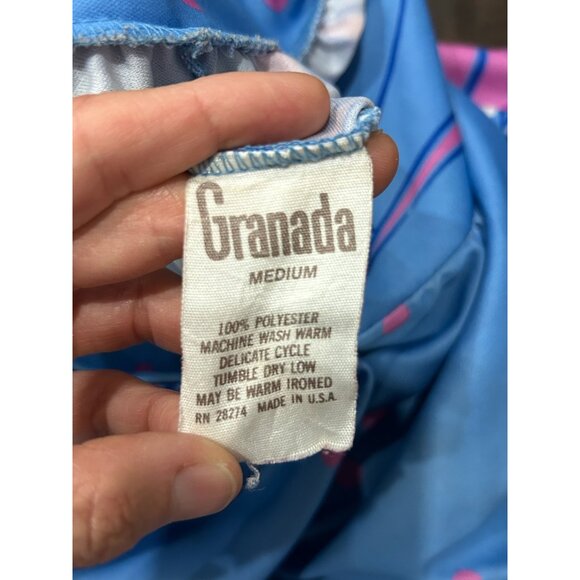 Granada
MEDIUM
100% POLYESTER
MACHINE WASH WARM
DELICATE CYCLE
TUMBLE DRY LOW
MAY BE WARM IRONED
RN 28274 MADE IN U.S.A.